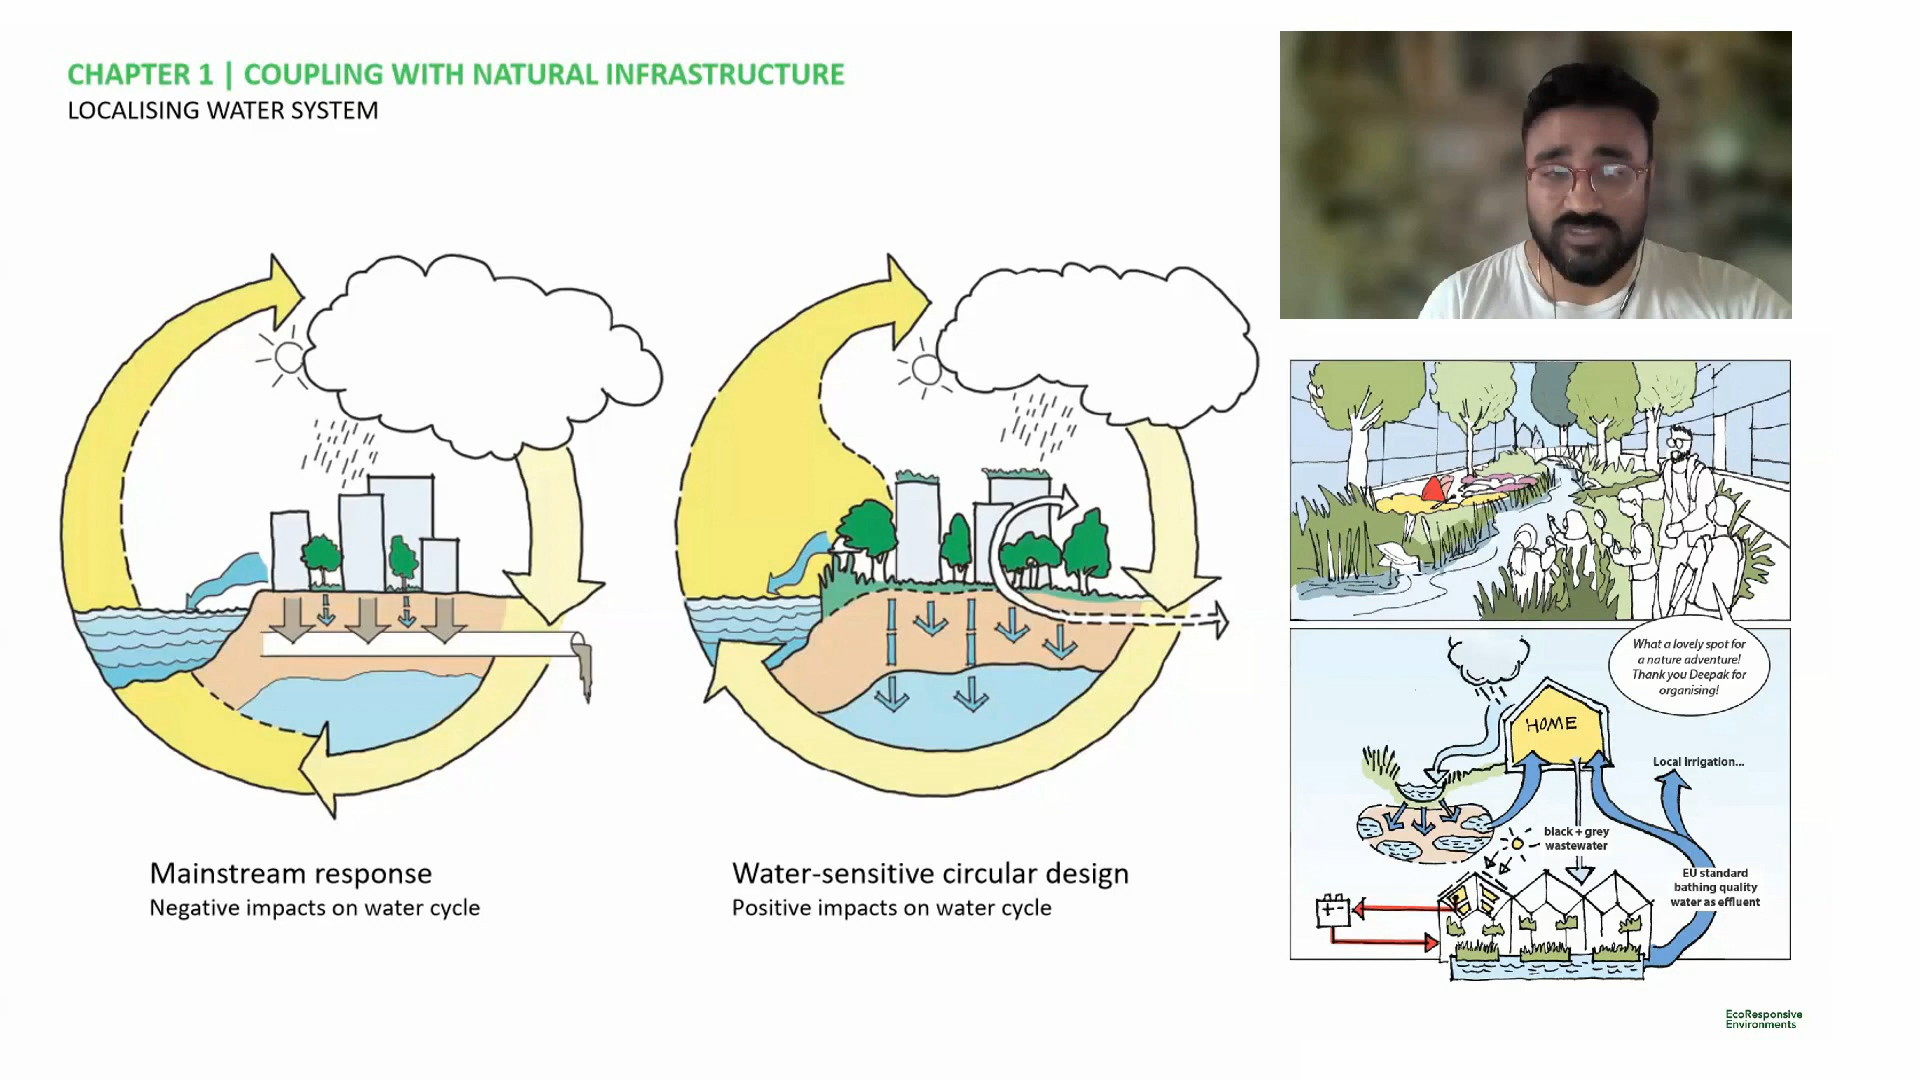 CHAPTER 1 | COUPLING WITH NATURAL INFRASTRUCTURE
LOCALISING WATER SYSTEM
Mainstream response
Negative impacts on water cycle
Water-sensitive circular design
Positive impacts on water cycle
What a lovely spot for
a nature adventure!
Thank you Deepak for
organising!
HOME
Local irrigation...
black + grey
wastewater
EU standard
bathing quality
water as effluent
+ -
EcoResponsive
Environments